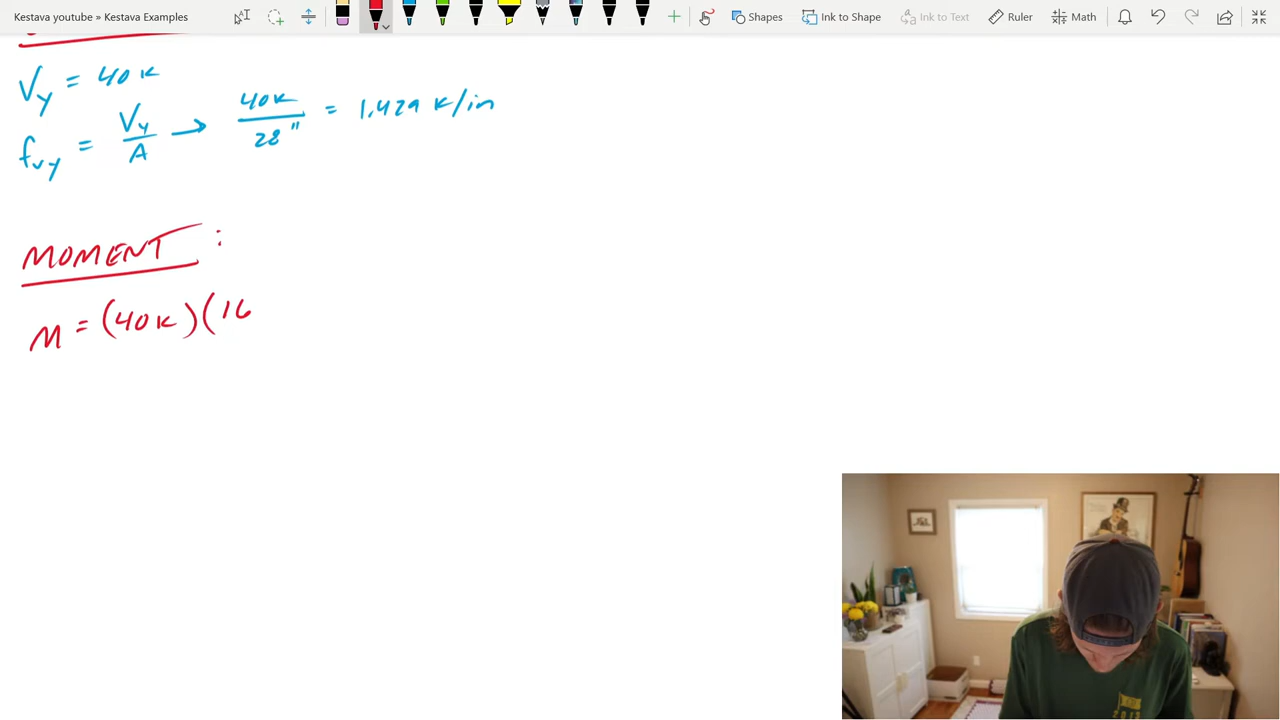 Kestava youtube » Kestava Examples
Shapes
Ink to Shape
Ink to Text
Ruler
Math
Vy = 40k
fvy = Vy/A → 40k/28" = 1.429 k/in
MOMENT :
M = (40k)(16